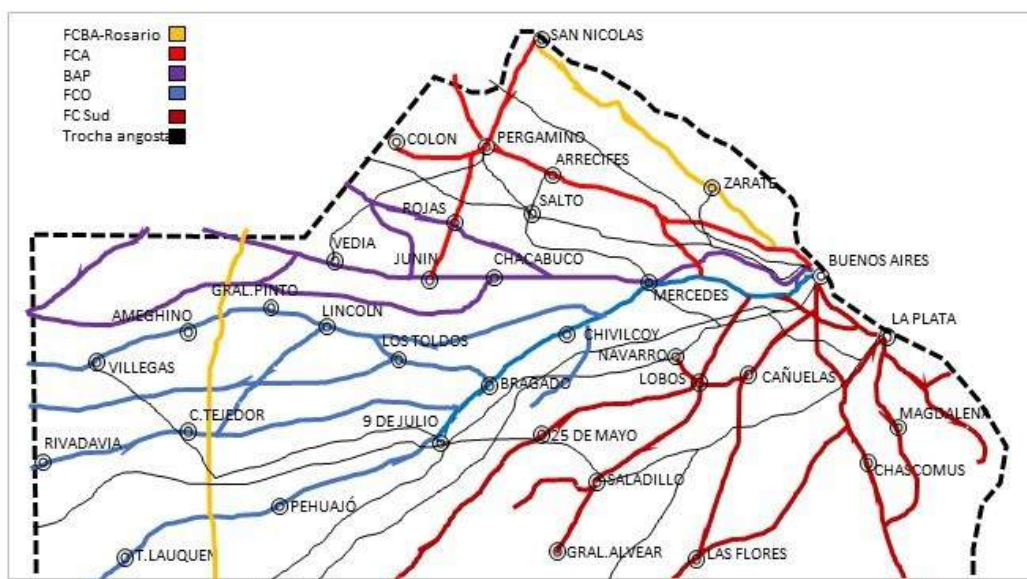 FCBA-Rosario
FCA
BAP
FCO
FC Sud
Trocha angosta
SAN NICOLAS
COLON
PERGAMINO
ARRECIFES
ZARATE
SALTO
ROJAS
VEDIA
JUNIN
CHACABUCO
BUENOS AIRES
MERCEDES
GRAL.PINTO
AMEGHINO
LINCOLN
LA PLATA
CHIVILCOY
LOS TOLDOS
NAVARRO
VILLEGAS
BRAGADO
LOBOS
CAÑUELAS
C.TEJEDOR
9 DE JULIO
MAGDALENA
RIVADAVIA
25 DE MAYO
CHASCOMUS
SALADILLO
PEHUAJÓ
T.LAUQUEN
GRAL.ALVEAR
LAS FLORES